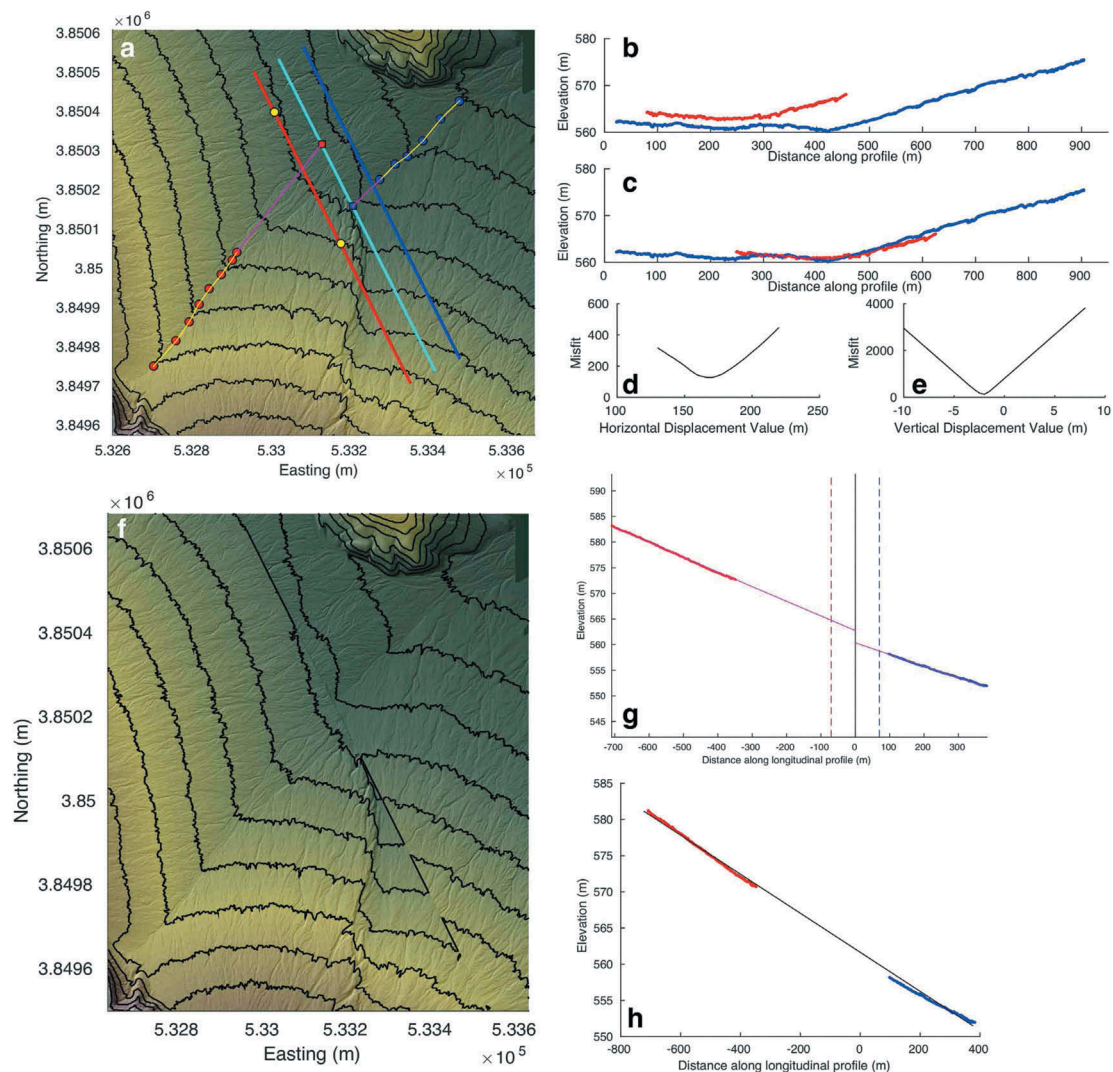 × 10⁶
a
3.8506
3.8505
3.8504
3.8503
3.8502
3.8501
3.85
3.8499
3.8498
3.8497
3.8496
Northing (m)
5.326 5.328 5.33 5.332 5.334 5.336
Easting (m)
× 10⁵
b
580
570
560
Elevation (m)
0 100 200 300 400 500 600 700 800 900
Distance along profile (m)
c
580
570
560
Elevation (m)
0 100 200 300 400 500 600 700 800 900
Distance along profile (m)
600
400
200
0
Misfit
d
100 150 200 250
Horizontal Displacement Value (m)
4000
2000
0
Misfit
e
-10 -5 0 5 10
Vertical Displacement Value (m)
× 10⁶
f
3.8506
3.8504
3.8502
3.85
3.8498
3.8496
Northing (m)
5.328 5.33 5.332 5.334 5.336
Easting (m)
× 10⁵
590
585
580
575
570
565
560
555
550
545
Elevation (m)
g
-700 -600 -500 -400 -300 -200 -100 0 100 200 300
Distance along longitudinal profile (m)
585
580
575
570
565
560
555
550
Elevation (m)
h
-800 -600 -400 -200 0 200 400
Distance along longitudinal profile (m)